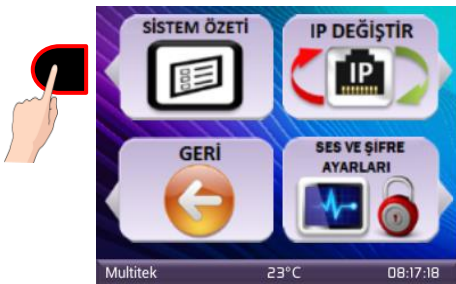 SİSTEM ÖZETİ
IP DEĞİŞTİR
IP
GERİ
SES VE ŞİFRE
AYARLARI
Multitek 23°C 08:17:18